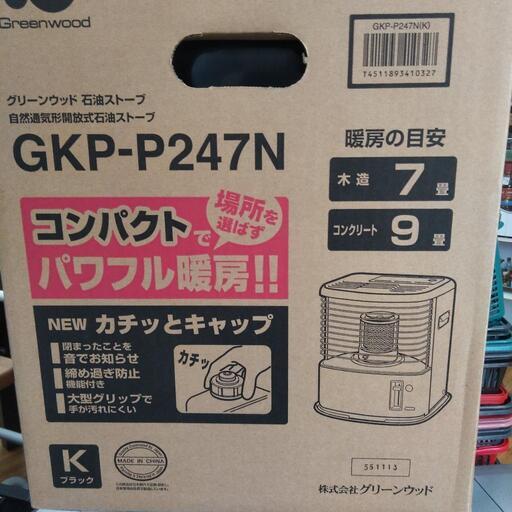 Greenwood
グリーンウッド 石油ストーブ
自然通気形開放式石油ストーブ
GKP-P247N
GKP-P247N(K)
T4511893410327
暖房の目安
木造 7畳
コンクリート 9畳
場所を
選ばず
コンパクトで
パワフル暖房!!
NEW カチッとキャップ
閉まったことを
音でお知らせ
締め過ぎ防止
機能付き
大型グリップで
手が汚れにくい
カチッ
K
ブラック
MADE IN CHINA
551113
株式会社グリーンウッド